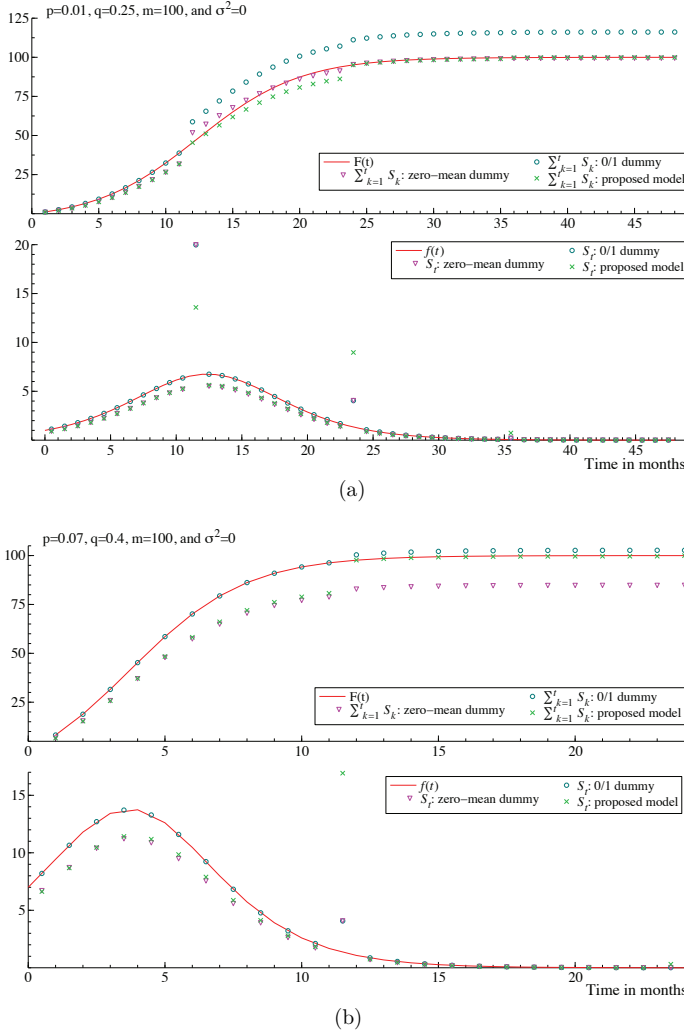 p=0.01, q=0.25, m=100, and σ²=0
125
100
75
50
25
0 5 10 15 20 25 30 35 40 45
F(t)
∑ᵗₖ₌₁ Sₖ: zero−mean dummy
∑ᵗₖ₌₁ Sₖ: 0/1 dummy
∑ᵗₖ₌₁ Sₖ: proposed model
20
15
10
5
0 5 10 15 20 25 30 35 40 45
f(t)
Sₜ: zero−mean dummy
Sₜ: 0/1 dummy
Sₜ: proposed model
Time in months
(a)
p=0.07, q=0.4, m=100, and σ²=0
100
75
50
25
0 5 10 15 20
F(t)
∑ᵗₖ₌₁ Sₖ: zero−mean dummy
∑ᵗₖ₌₁ Sₖ: 0/1 dummy
∑ᵗₖ₌₁ Sₖ: proposed model
15
10
5
0 5 10 15 20
f(t)
Sₜ: zero−mean dummy
Sₜ: 0/1 dummy
Sₜ: proposed model
Time in months
(b)